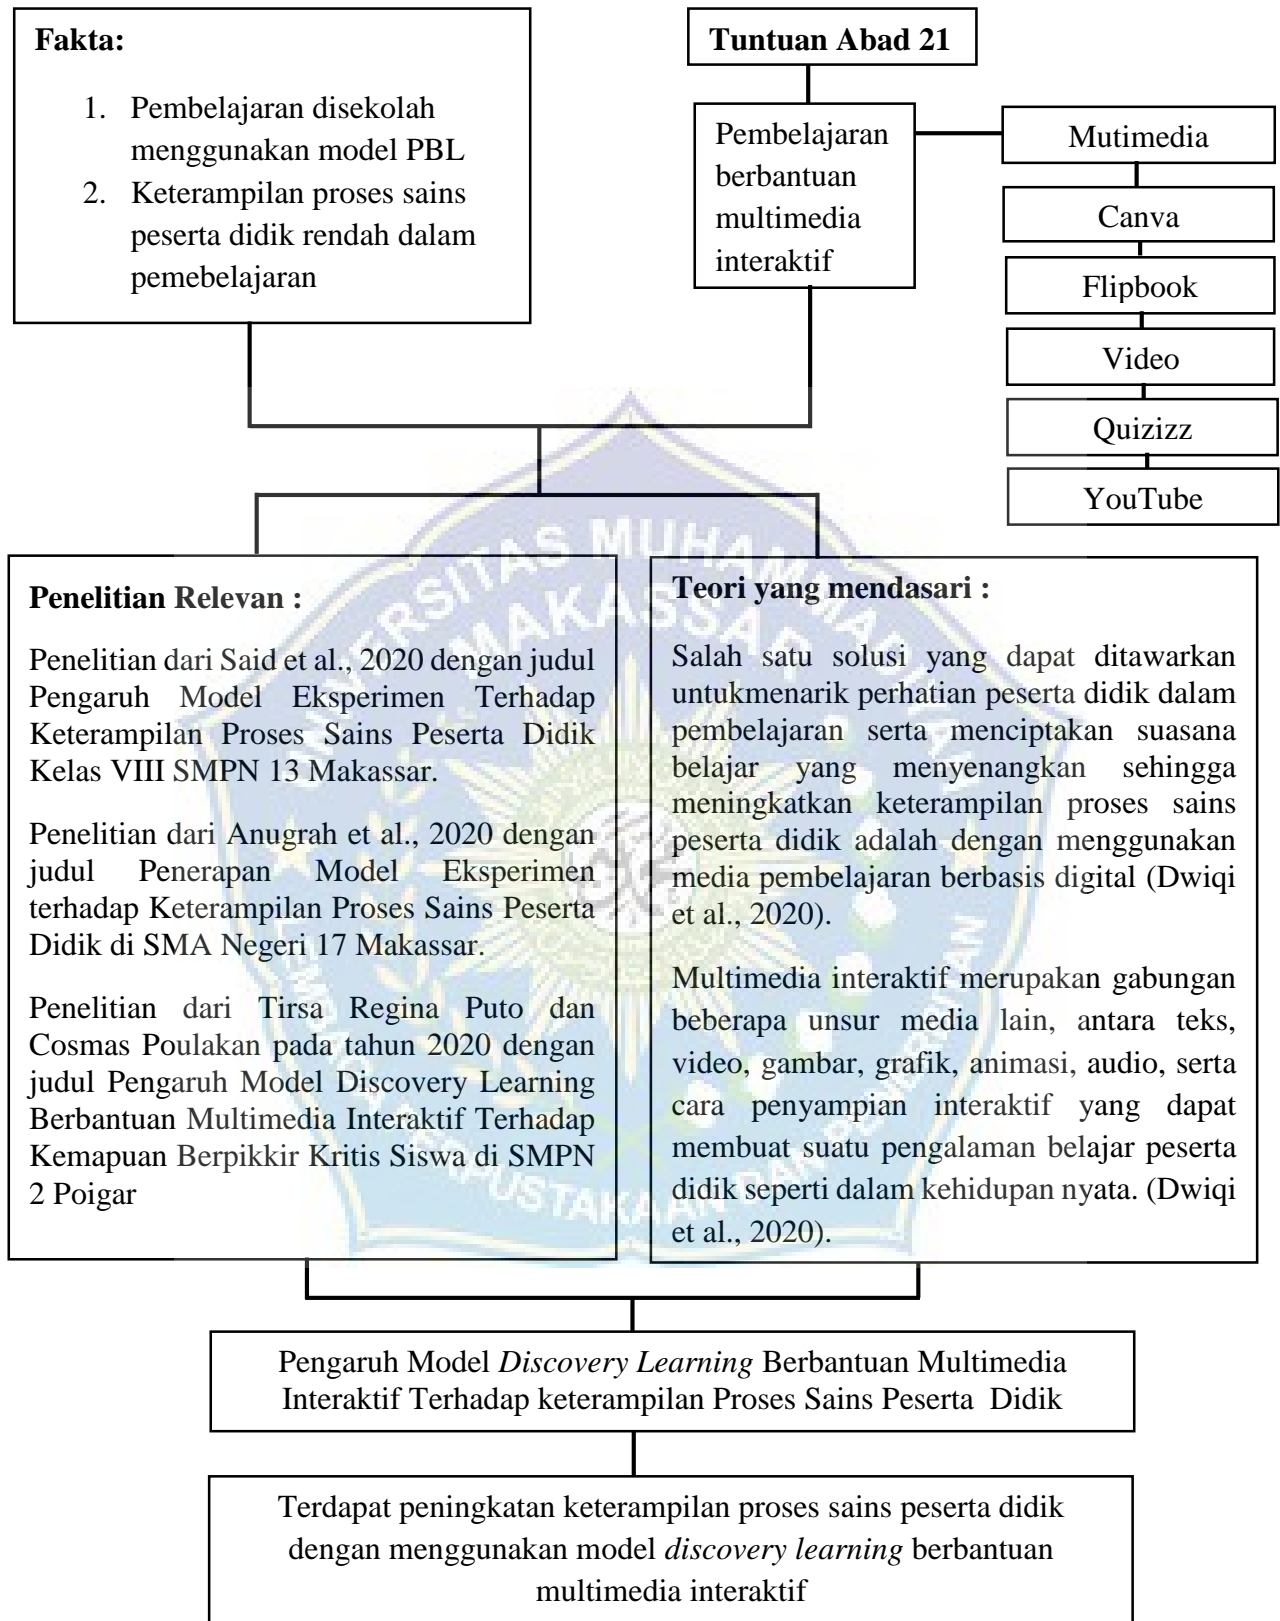 Fakta:
1. Pembelajaran disekolah
menggunakan model PBL
2. Keterampilan proses sains
peserta didik rendah dalam
pemebelajaran
Tuntuan Abad 21
Pembelajaran
berbantuan
multimedia
interaktif
Mutimedia
Canva
Flipbook
Video
Quizizz
YouTube
Penelitian Relevan :
Penelitian dari Said et al., 2020 dengan judul
Pengaruh Model Eksperimen Terhadap
Keterampilan Proses Sains Peserta Didik
Kelas VIII SMPN 13 Makassar.
Penelitian dari Anugrah et al., 2020 dengan
judul Penerapan Model Eksperimen
terhadap Keterampilan Proses Sains Peserta
Didik di SMA Negeri 17 Makassar.
Penelitian dari Tirsa Regina Puto dan
Cosmas Poulakan pada tahun 2020 dengan
judul Pengaruh Model Discovery Learning
Berbantuan Multimedia Interaktif Terhadap
Kemapuan Berpikkir Kritis Siswa di SMPN
2 Poigar
Teori yang mendasari :
Salah satu solusi yang dapat ditawarkan
untukmenarik perhatian peserta didik dalam
pembelajaran serta menciptakan suasana
belajar yang menyenangkan sehingga
meningkatkan keterampilan proses sains
peserta didik adalah dengan menggunakan
media pembelajaran berbasis digital (Dwiqi
et al., 2020).
Multimedia interaktif merupakan gabungan
beberapa unsur media lain, antara teks,
video, gambar, grafik, animasi, audio, serta
cara penyampian interaktif yang dapat
membuat suatu pengalaman belajar peserta
didik seperti dalam kehidupan nyata. (Dwiqi
et al., 2020).
UNIVERSITAS MUHAMMADIYAH
MAKASSAR
LEMBAGA PERPUSTAKAAN DAN PENERBITAN
Pengaruh Model Discovery Learning Berbantuan Multimedia
Interaktif Terhadap keterampilan Proses Sains Peserta Didik
Terdapat peningkatan keterampilan proses sains peserta didik
dengan menggunakan model discovery learning berbantuan
multimedia interaktif